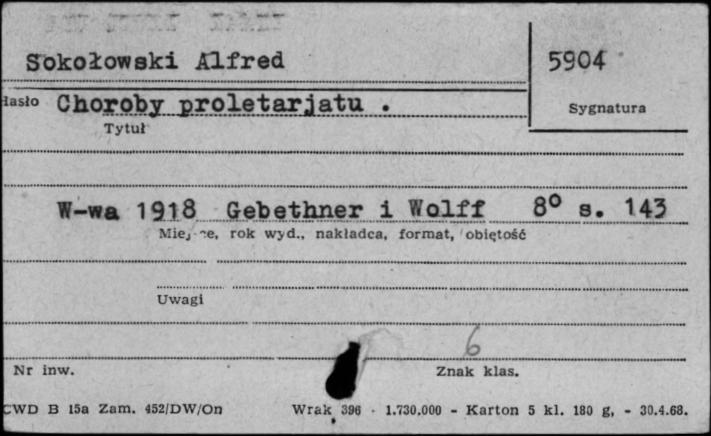 Sokołowski Alfred
5904
Hasło Choroby proletarjatu .
Sygnatura
Tytuł
W-wa 1918 Gebethner i Wolff 8º s. 143
Miejsce, rok wyd., nakładca, format, objętość
Uwagi
6
Nr inw.
Znak klas.
CWD B 15a Zam. 452/DW/On Wrak 396 · 1.730.000 - Karton 5 kl. 180 g, - 30.4.68.